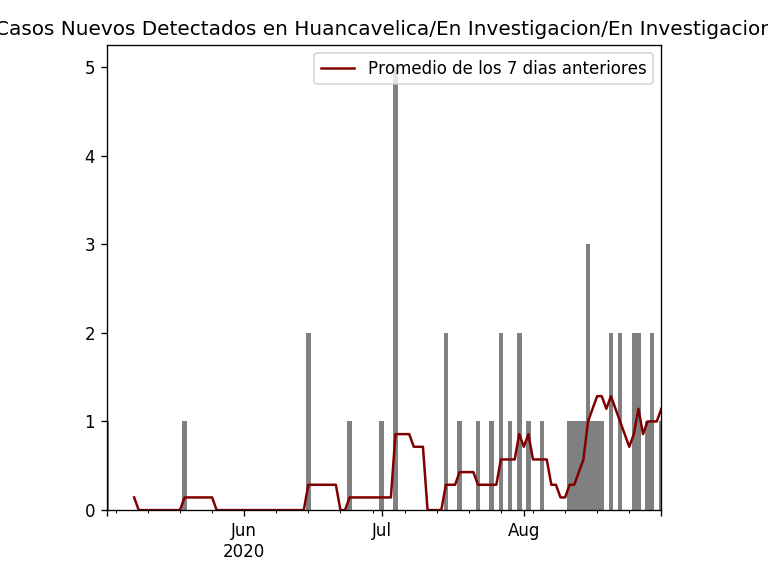 Casos Nuevos Detectados en Huancavelica/En Investigacion/En Investigacion
Promedio de los 7 dias anteriores
5
4
3
2
1
0
Jun Jul Aug
2020